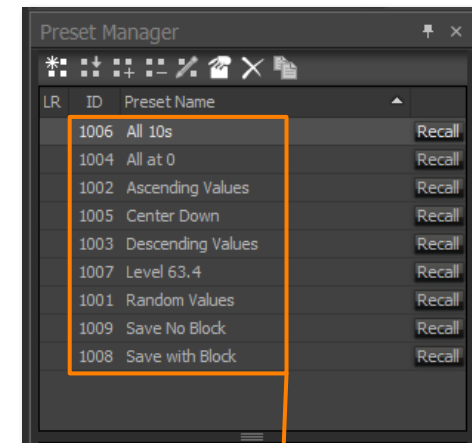 Preset Manager
LR ID Preset Name
1006 All 10s Recall
1004 All at 0 Recall
1002 Ascending Values Recall
1005 Center Down Recall
1003 Descending Values Recall
1007 Level 63.4 Recall
1001 Random Values Recall
1009 Save No Block Recall
1008 Save with Block Recall